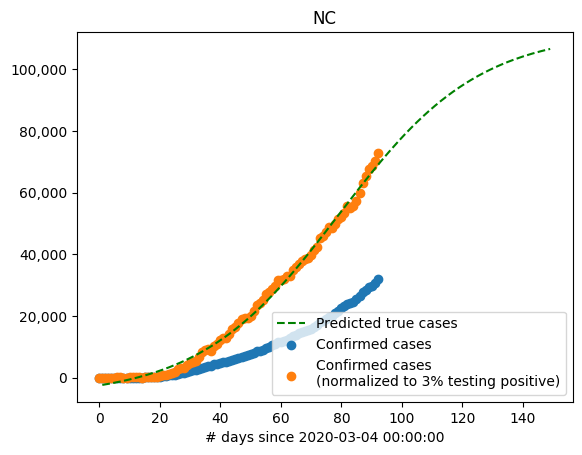 NC
100,000
80,000
60,000
40,000
20,000
0
Predicted true cases
Confirmed cases
Confirmed cases
(normalized to 3% testing positive)
0 20 40 60 80 100 120 140
# days since 2020-03-04 00:00:00